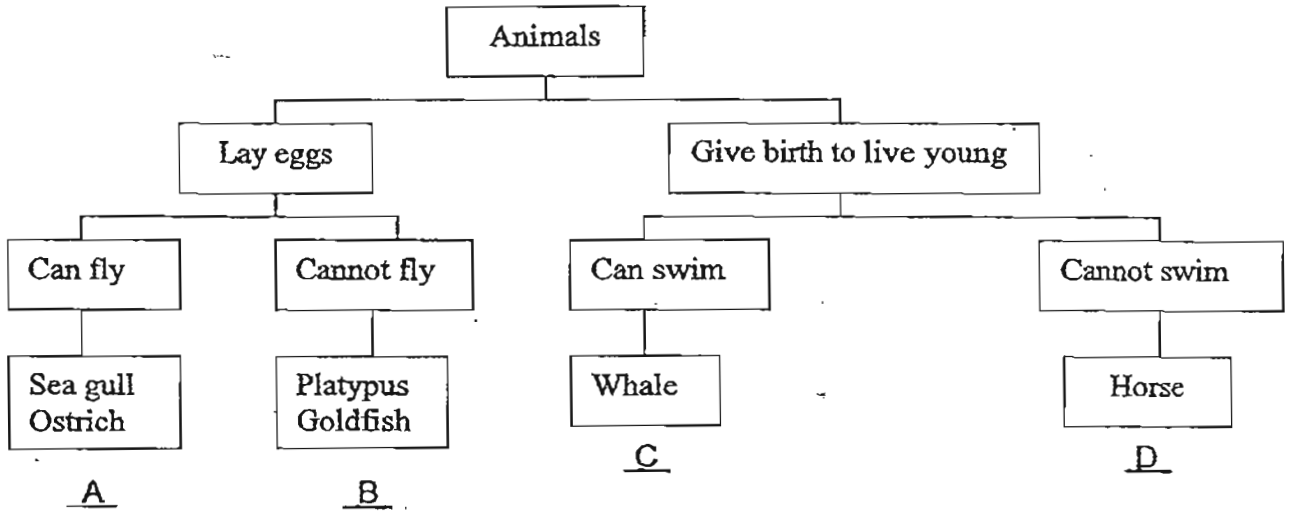 Animals
Lay eggs
Give birth to live young
Can fly
Cannot fly
Can swim
Cannot swim
Sea gull
Ostrich
Platypus
Goldfish
Whale
Horse
A
B
C
D